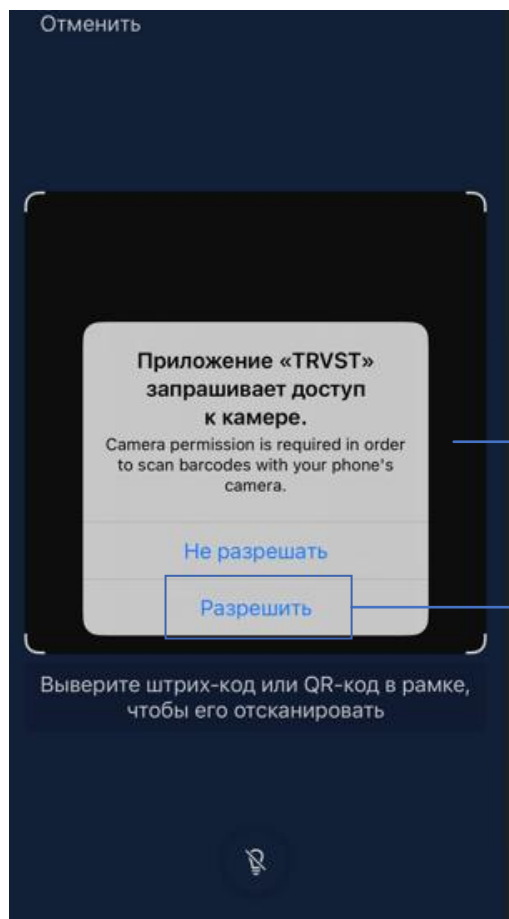 Отменить
Приложение «TRVST»
запрашивает доступ
к камере.
Camera permission is required in order
to scan barcodes with your phone's
camera.
Не разрешать
Разрешить
Выверите штрих-код или QR-код в рамке,
чтобы его отсканировать